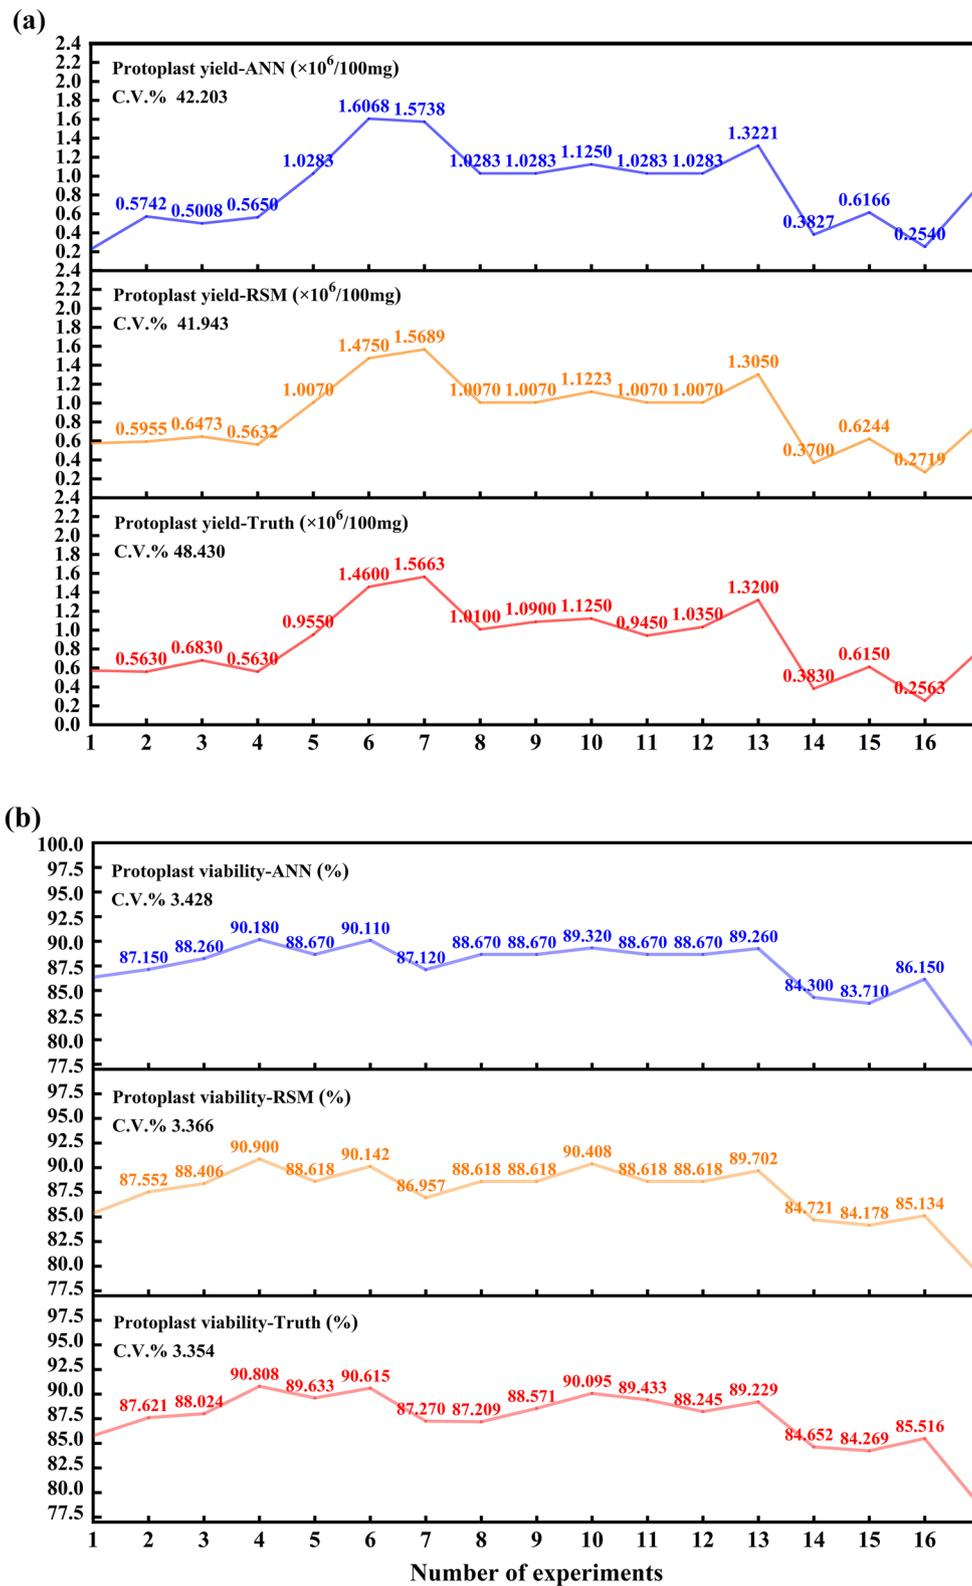 (a)
2.4
2.2
2.0
1.8
1.6
1.4
1.2
1.0
0.8
0.6
0.4
0.2
Protoplast yield-ANN (×10⁶/100mg)
C.V.% 42.203
0.5742 0.5008 0.5650 1.0283 1.6068 1.5738 1.0283 1.0283 1.1250 1.0283 1.0283 1.3221 0.3827 0.6166 0.2540
2.4
2.2
2.0
1.8
1.6
1.4
1.2
1.0
0.8
0.6
0.4
0.2
Protoplast yield-RSM (×10⁶/100mg)
C.V.% 41.943
0.5955 0.6473 0.5632 1.0070 1.4750 1.5689 1.0070 1.0070 1.1223 1.0070 1.0070 1.3050 0.3700 0.6244 0.2719
2.4
2.2
2.0
1.8
1.6
1.4
1.2
1.0
0.8
0.6
0.4
0.2
0.0
Protoplast yield-Truth (×10⁶/100mg)
C.V.% 48.430
0.5630 0.6830 0.5630 0.9550 1.4600 1.5663 1.0100 1.0900 1.1250 0.9450 1.0350 1.3200 0.3830 0.6150 0.2563
1 2 3 4 5 6 7 8 9 10 11 12 13 14 15 16
(b)
100.0
97.5
95.0
92.5
90.0
87.5
85.0
82.5
80.0
77.5
Protoplast viability-ANN (%)
C.V.% 3.428
87.150 88.260 90.180 88.670 90.110 87.120 88.670 88.670 89.320 88.670 88.670 89.260 84.300 83.710 86.150
97.5
95.0
92.5
90.0
87.5
85.0
82.5
80.0
77.5
Protoplast viability-RSM (%)
C.V.% 3.366
87.552 88.406 90.900 88.618 90.142 86.957 88.618 88.618 90.408 88.618 88.618 89.702 84.721 84.178 85.134
97.5
95.0
92.5
90.0
87.5
85.0
82.5
80.0
77.5
Protoplast viability-Truth (%)
C.V.% 3.354
87.621 88.024 90.808 89.633 90.615 87.270 87.209 88.571 90.095 89.433 88.245 89.229 84.652 84.269 85.516
1 2 3 4 5 6 7 8 9 10 11 12 13 14 15 16
Number of experiments